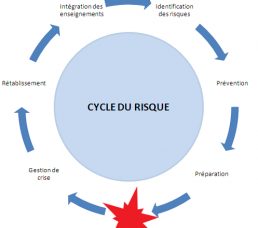 Intégration des
enseignements
Identification
des risques
Prévention
Préparation
Gestion de
crise
Rétablissement
CYCLE DU RISQUE